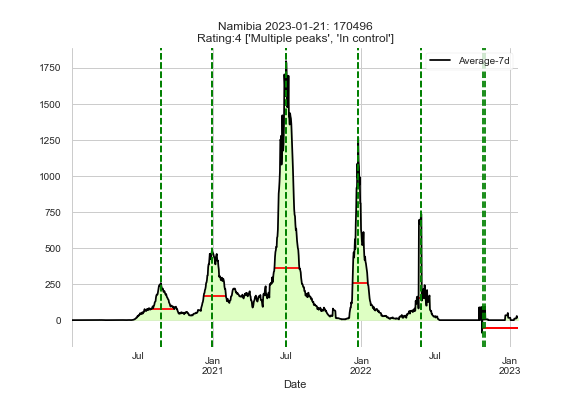 Namibia 2023-01-21: 170496
Rating:4 ['Multiple peaks', 'In control']
Average-7d
1750
1500
1250
1000
750
500
250
0
Jul
Jan
2021
Jul
Jan
2022
Jul
Jan
2023
Date